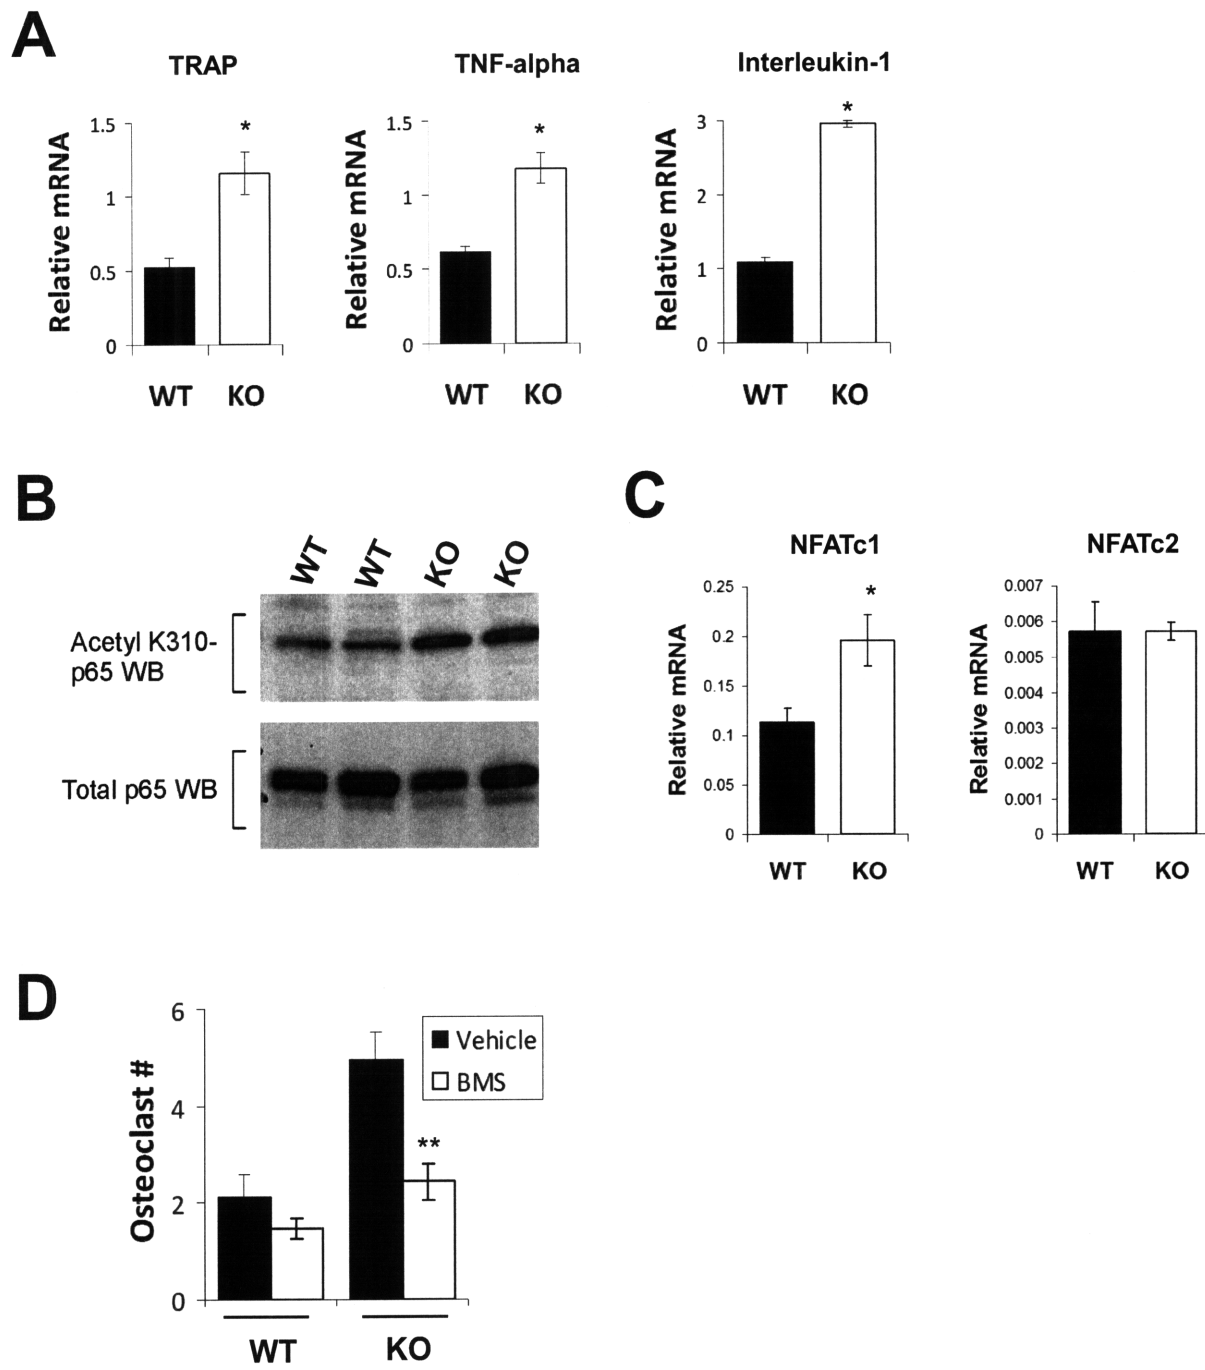 A
TRAP
TNF-alpha
Interleukin-1
Relative mRNA
1.5
1
0.5
0
*
WT KO
Relative mRNA
1.5
1
0.5
0
*
WT KO
Relative mRNA
3
2
1
0
*
WT KO
B
WT WT KO KO
Acetyl K310-
p65 WB
Total p65 WB
C
NFATc1
NFATc2
Relative mRNA
0.25
0.2
0.15
0.1
0.05
0
*
WT KO
Relative mRNA
0.007
0.006
0.005
0.004
0.003
0.002
0.001
0
WT KO
D
Osteoclast #
6
4
2
0
Vehicle
BMS
**
WT KO